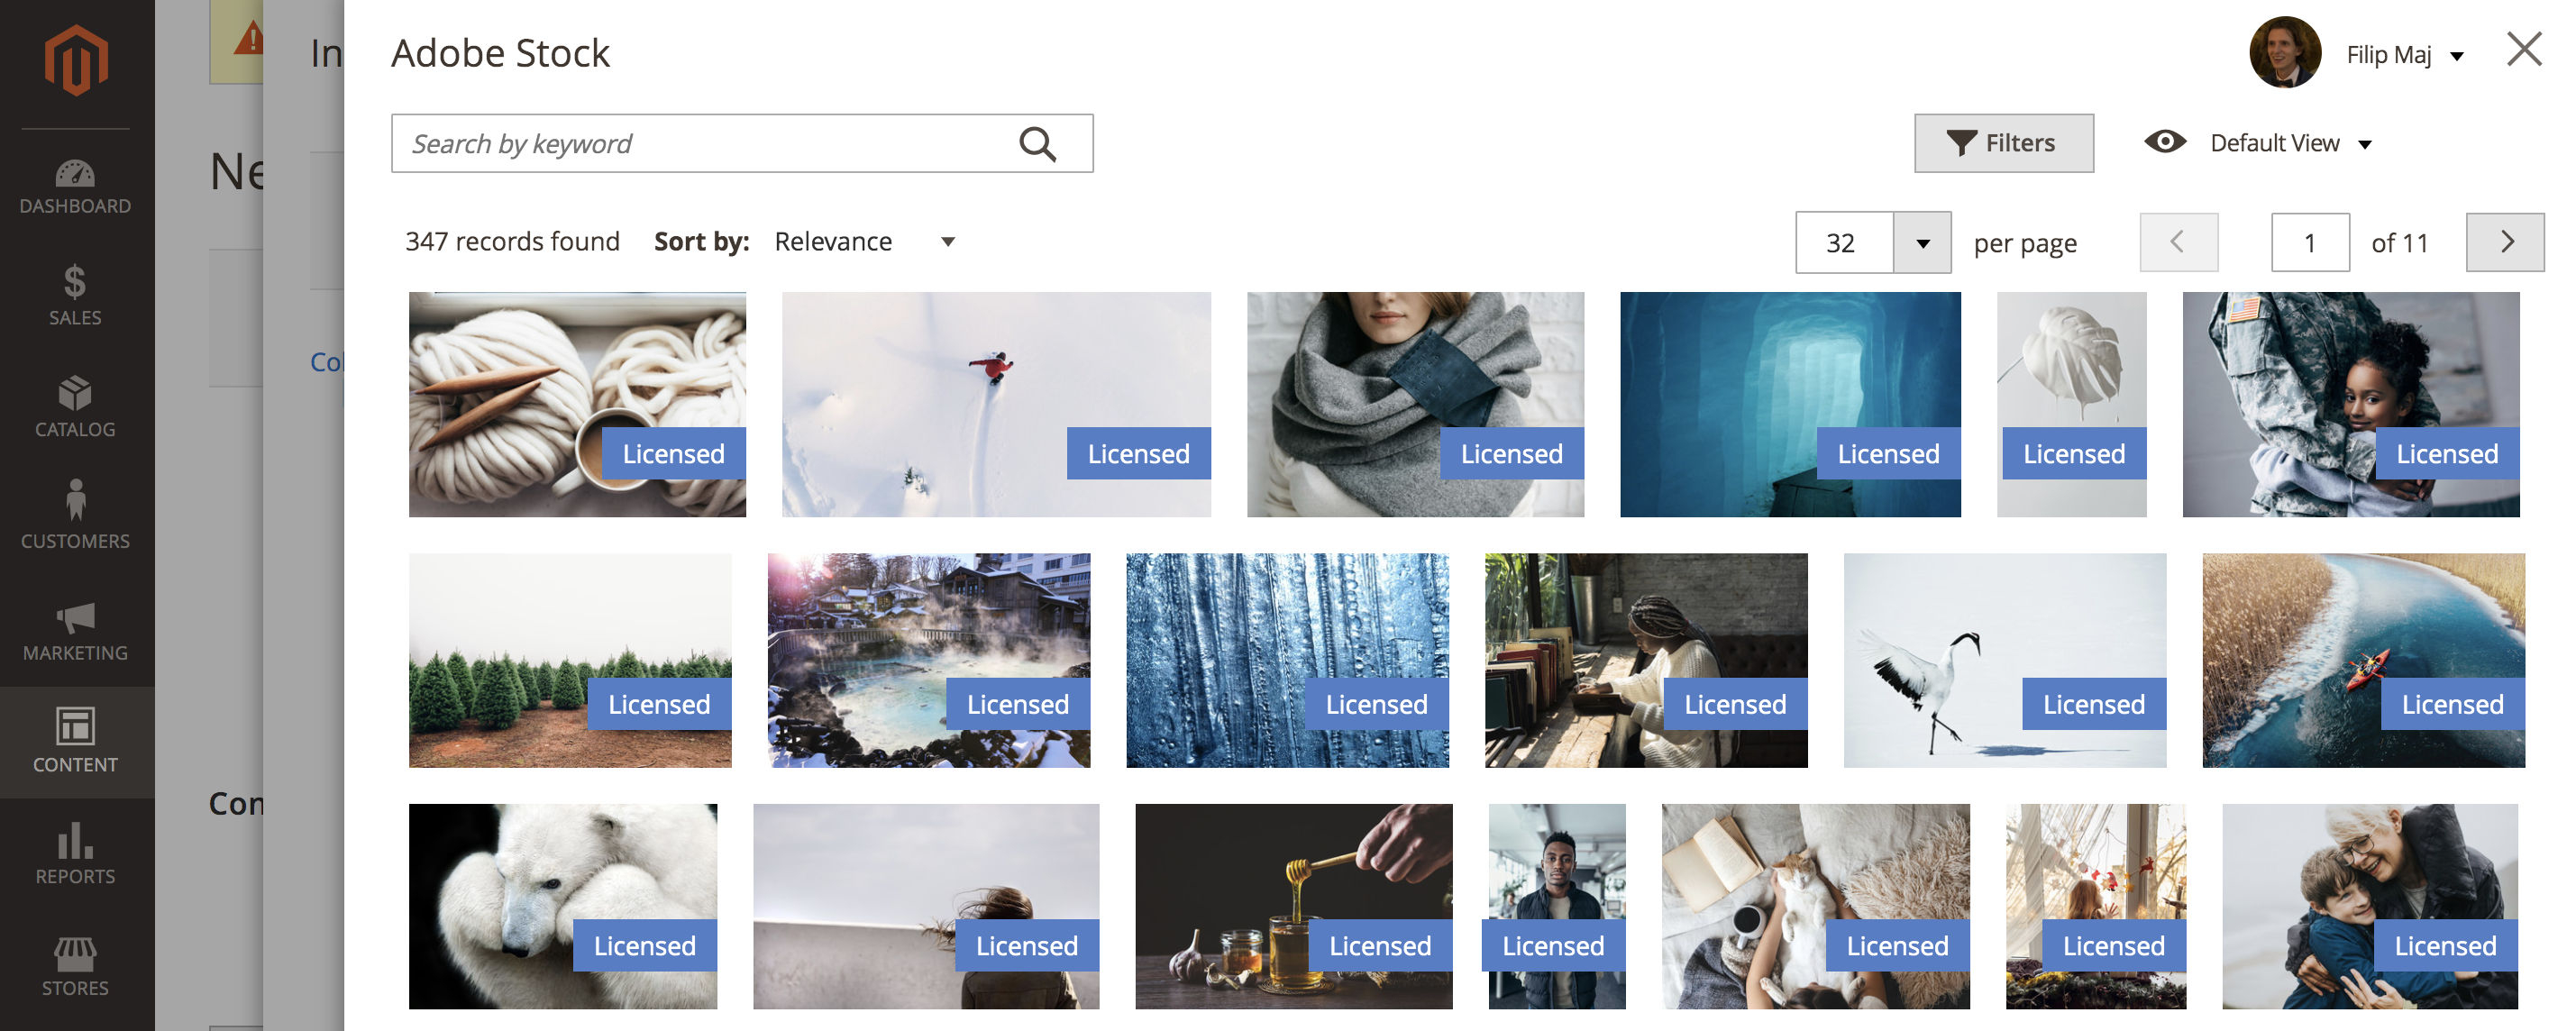 Adobe Stock
Filip Maj
Search by keyword
Filters
Default View
347 records found Sort by: Relevance
32 per page 1 of 11
DASHBOARD
SALES
CATALOG
CUSTOMERS
MARKETING
CONTENT
REPORTS
STORES
In
Ne
Col
Con
Licensed Licensed Licensed Licensed Licensed Licensed
Licensed Licensed Licensed Licensed Licensed Licensed
Licensed Licensed Licensed Licensed Licensed Licensed Licensed